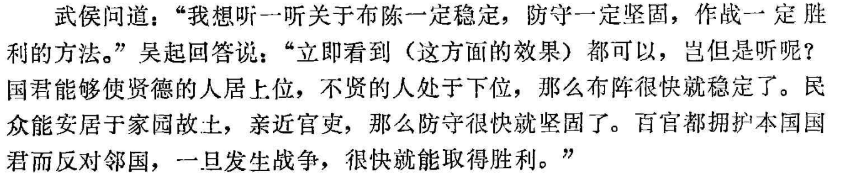 武侯问道：“我想听一听关于布陈一定稳定，防守一定坚固，作战一定胜
利的方法。”吴起回答说：“立即看到（这方面的效果）都可以，岂但是听呢？
国君能够使贤德的人居上位，不贤的人处于下位，那么布阵很快就稳定了。民
众能安居于家园故土，亲近官吏，那么防守很快就坚固了。百官都拥护本国国
君而反对邻国，一旦发生战争，很快就能取得胜利。”